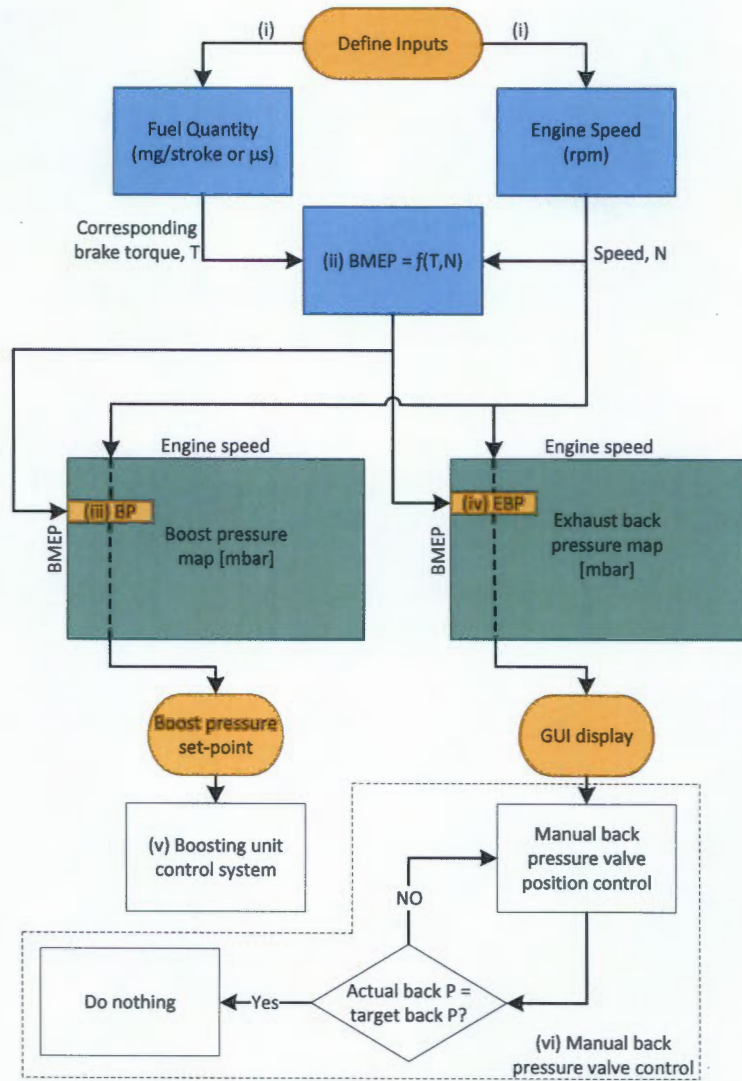 (i)
Define Inputs
(i)
Fuel Quantity
(mg/stroke or µs)
Engine Speed
(rpm)
Corresponding
brake torque, T
(ii) BMEP = f(T,N)
Speed, N
Engine speed
Engine speed
BMEP
(iii) BP
Boost pressure
map [mbar]
BMEP
(iv) EBP
Exhaust back
pressure map
[mbar]
Boost pressure
set-point
GUI display
(v) Boosting unit
control system
Manual back
pressure valve
position control
NO
Do nothing
Yes
Actual back P =
target back P?
(vi) Manual back
pressure valve control